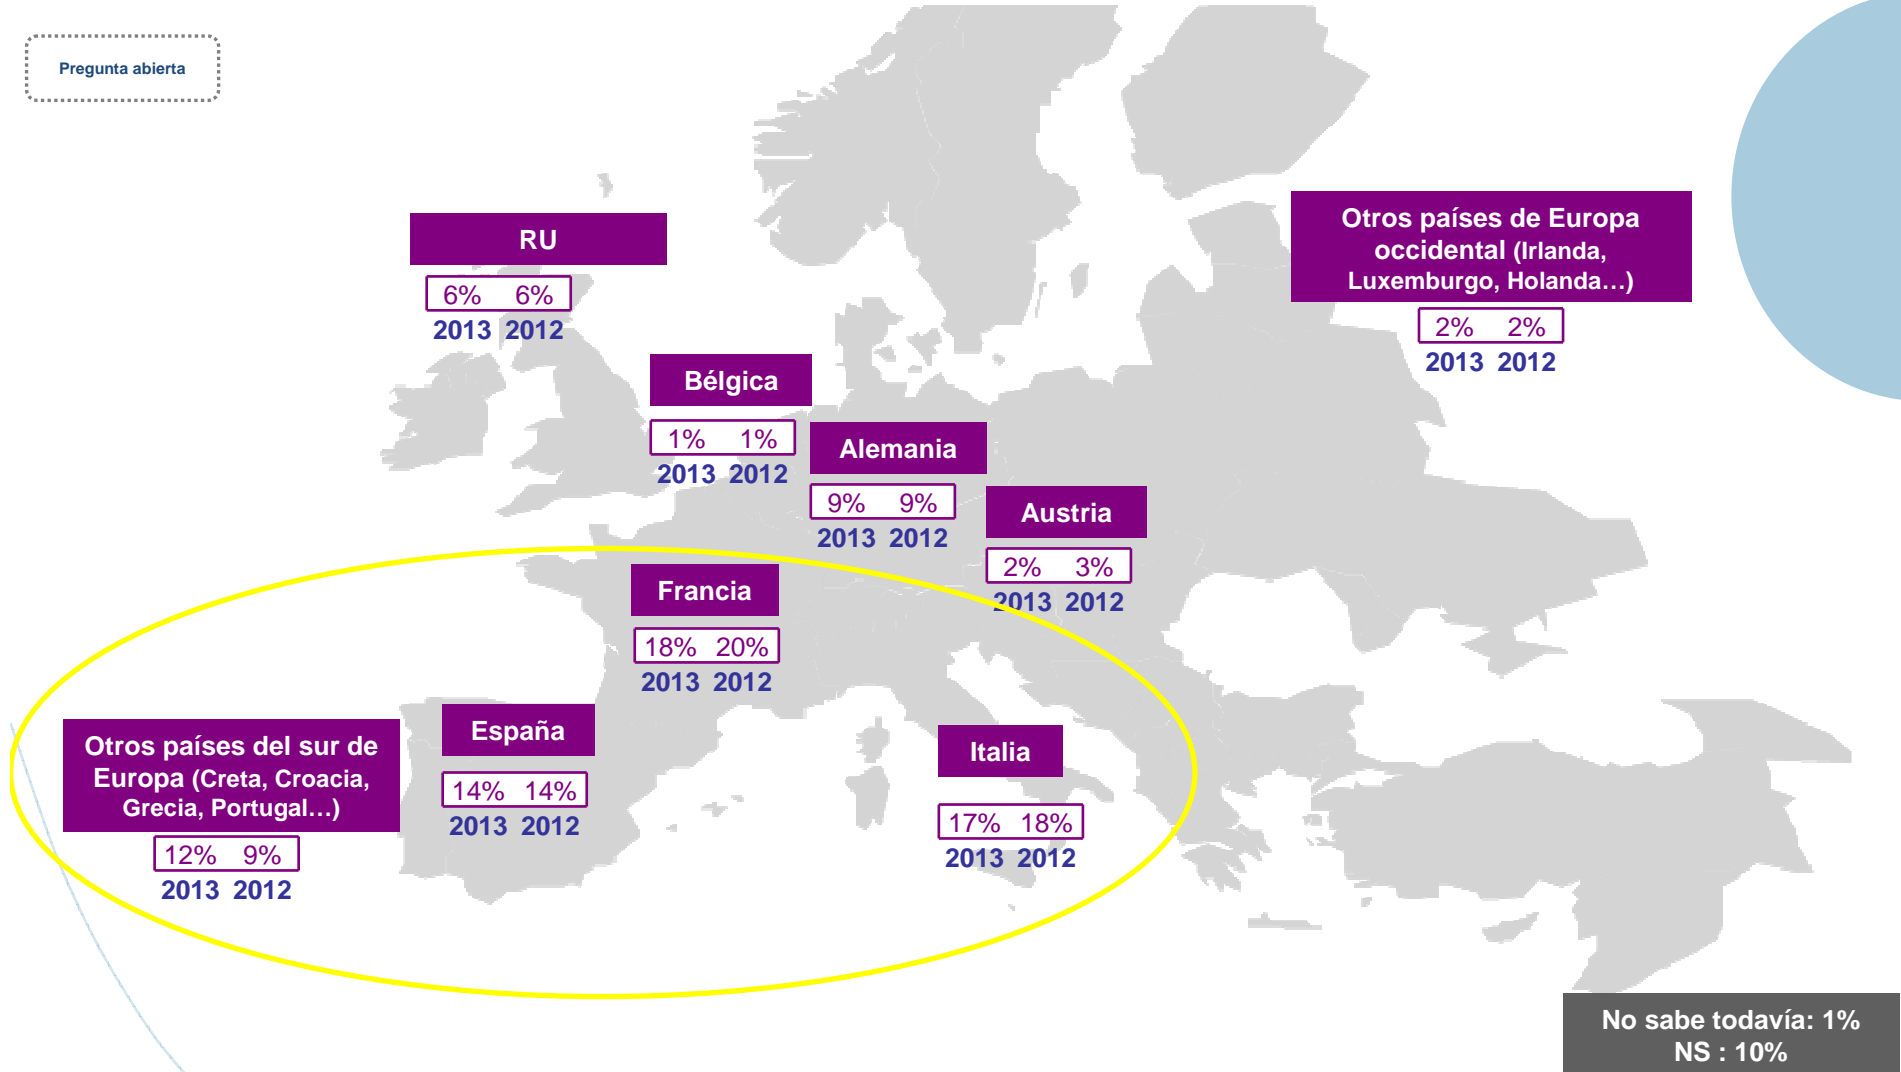 Pregunta abierta
RU
6% 6%
2013 2012
Otros países de Europa
occidental (Irlanda,
Luxemburgo, Holanda…)
2% 2%
2013 2012
Bélgica
1% 1%
2013 2012
Alemania
9% 9%
2013 2012
Austria
2% 3%
2013 2012
Francia
18% 20%
2013 2012
Otros países del sur de
Europa (Creta, Croacia,
Grecia, Portugal…)
12% 9%
2013 2012
España
14% 14%
2013 2012
Italia
17% 18%
2013 2012
No sabe todavía: 1%
NS : 10%